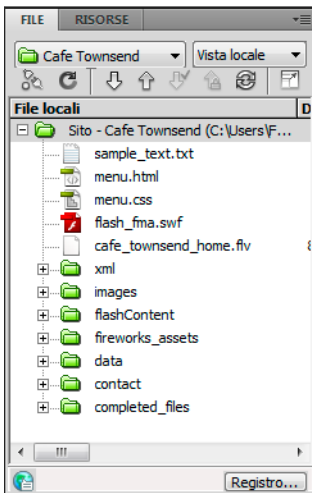 FILE RISORSE
Cafe Townsend Vista locale
File locali D
Sito - Cafe Townsend (C:\Users\F...
sample_text.txt
menu.html
menu.css
flash_fma.swf
cafe_townsend_home.flv
xml
images
flashContent
fireworks_assets
data
contact
completed_files
Registro...